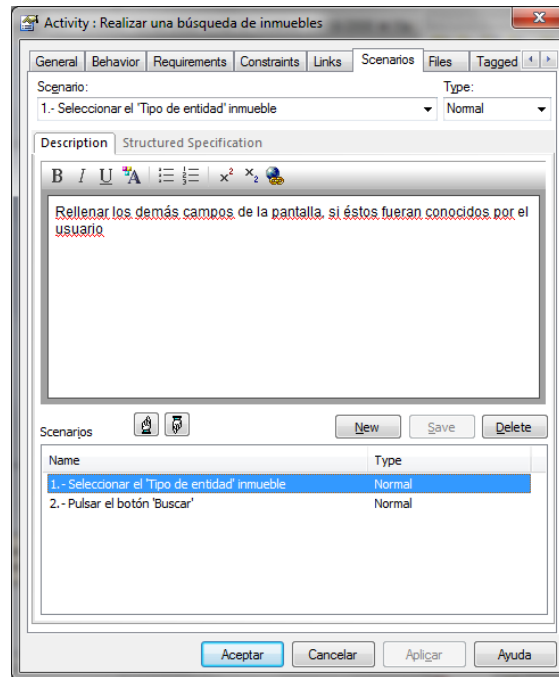 Activity : Realizar una búsqueda de inmuebles
General Behavior Requirements Constraints Links Scenarios Files Tagged
Scenario: Type:
1.- Seleccionar el 'Tipo de entidad' inmueble Normal
Description Structured Specification
B I U A x² x₂
Rellenar los demás campos de la pantalla, si éstos fueran conocidos por el
usuario
Scenarios New Save Delete
Name Type
1.- Seleccionar el 'Tipo de entidad' inmueble Normal
2.- Pulsar el botón 'Buscar' Normal
Aceptar Cancelar Aplicar Ayuda